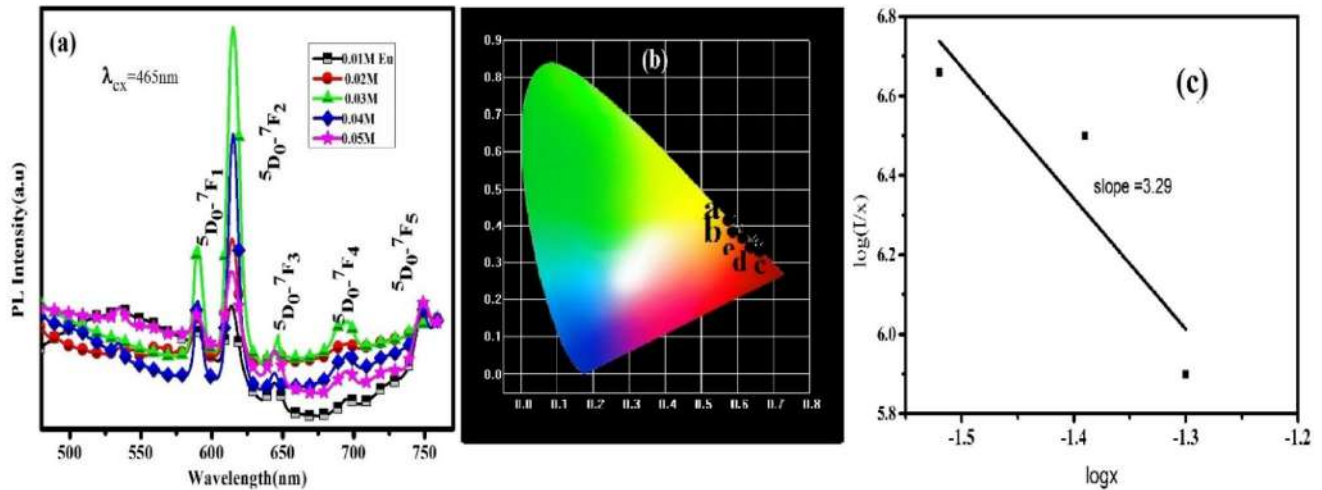 (a)
λex=465nm
0.01M Eu
0.02M
0.03M
0.04M
0.05M
5D0-7F1
5D0-7F2
5D0-7F3
5D0-7F4
5D0-7F5
PL Intensity(a.u)
500 550 600 650 700 750
Wavelength(nm)
(b)
0.9
0.8
0.7
0.6
0.5
0.4
0.3
0.2
0.1
0.0
a
b
e
d
c
0.0 0.1 0.2 0.3 0.4 0.5 0.6 0.7 0.8
(c)
6.8
6.6
6.4
6.2
6.0
5.8
log(I/x)
slope =3.29
-1.5 -1.4 -1.3 -1.2
logx